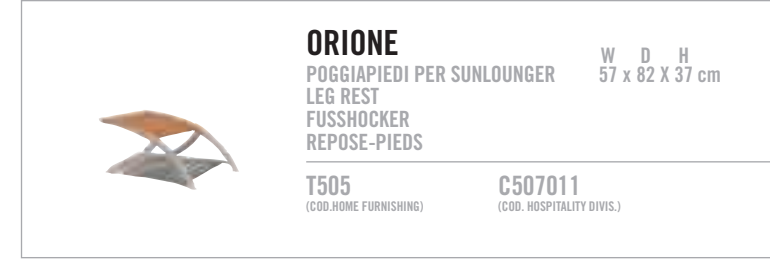 ORIONE
POGGIAPIEDI PER SUNLOUNGER
LEG REST
FUSSHOCKER
REPOSE-PIEDS
W D H
57 x 82 X 37 cm
T505
(COD.HOME FURNISHING)
C507011
(COD. HOSPITALITY DIVIS.)